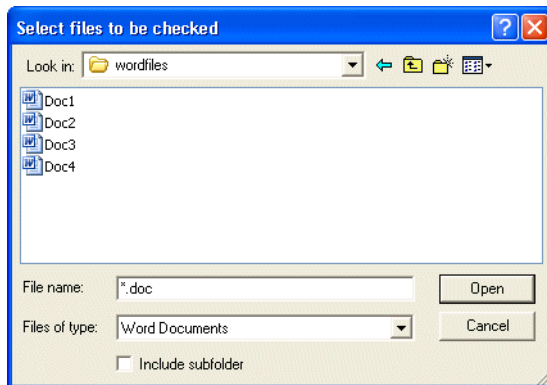 Select files to be checked
Look in: wordfiles
Doc1
Doc2
Doc3
Doc4
File name: *.doc Open
Files of type: Word Documents Cancel
Include subfolder